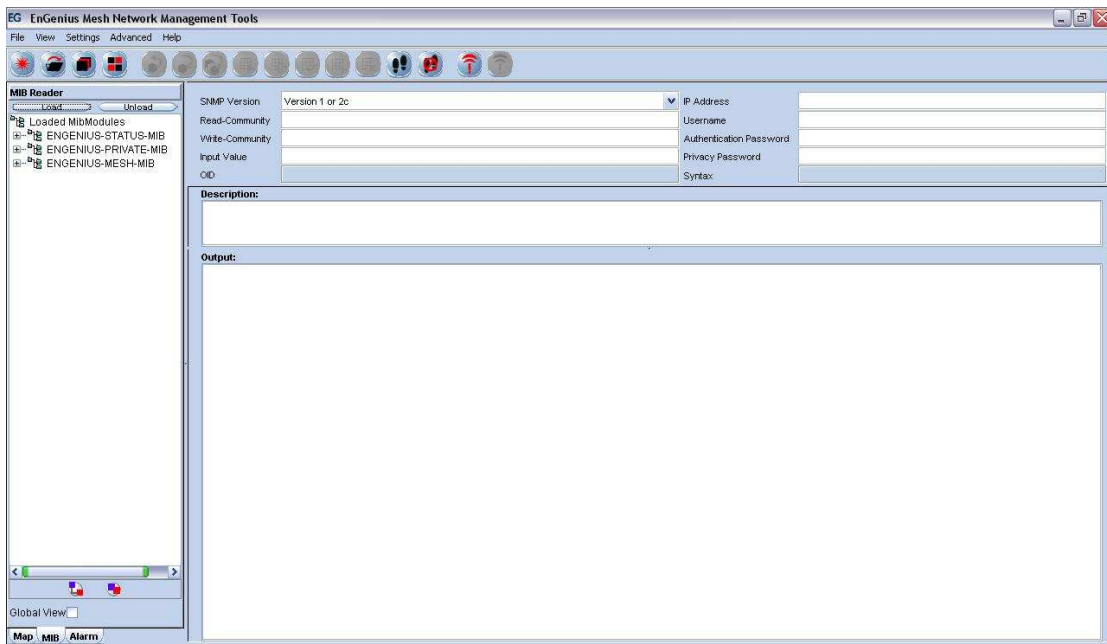 EG EnGenius Mesh Network Management Tools
File View Settings Advanced Help
MIB Reader
Load Unload
Loaded MibModules
ENGENIUS-STATUS-MIB
ENGENIUS-PRIVATE-MIB
ENGENIUS-MESH-MIB
Global View
Map MIB Alarm
SNMP Version Version 1 or 2c IP Address
Read-Community Username
Write-Community Authentication Password
Input Value Privacy Password
OID Syntax
Description:
Output: